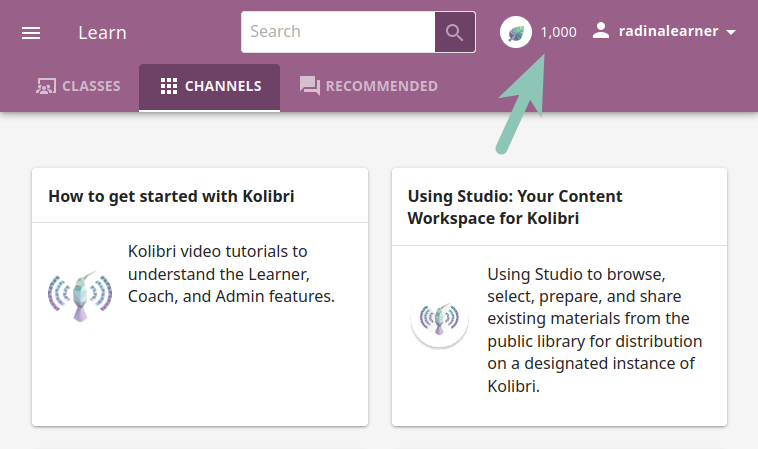 Learn
Search
1,000
radinalearner
CLASSES
CHANNELS
RECOMMENDED
How to get started with Kolibri
Kolibri video tutorials to
understand the Learner,
Coach, and Admin features.
Using Studio: Your Content
Workspace for Kolibri
Using Studio to browse,
select, prepare, and share
existing materials from the
public library for distribution
on a designated instance of
Kolibri.